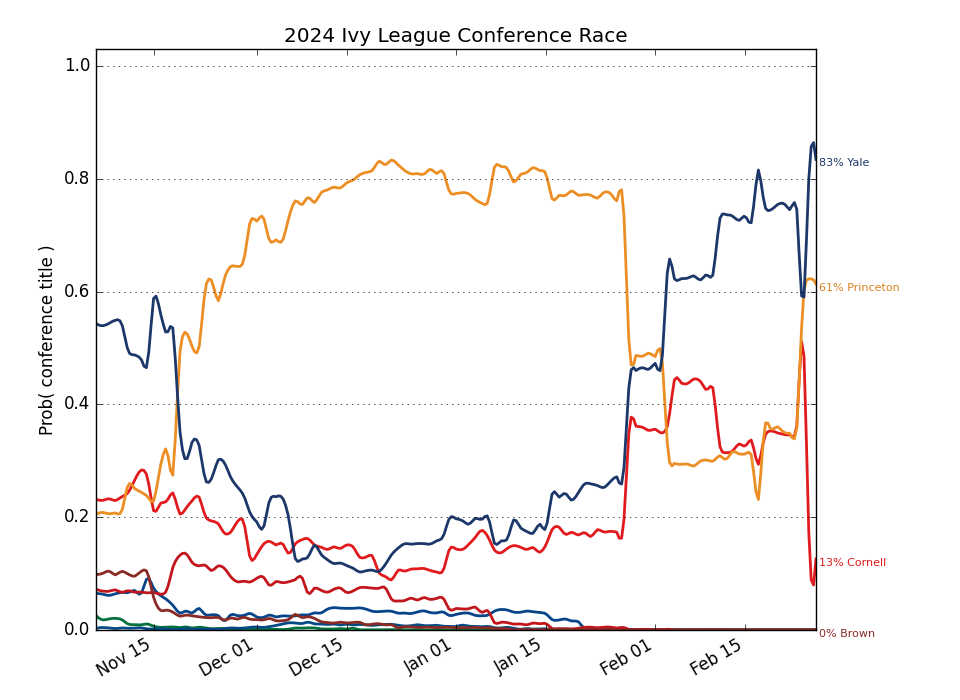 2024 Ivy League Conference Race
Prob( conference title )
1.0
0.8
0.6
0.4
0.2
0.0
83% Yale
61% Princeton
13% Cornell
0% Brown
Nov 15
Dec 01
Dec 15
Jan 01
Jan 15
Feb 01
Feb 15